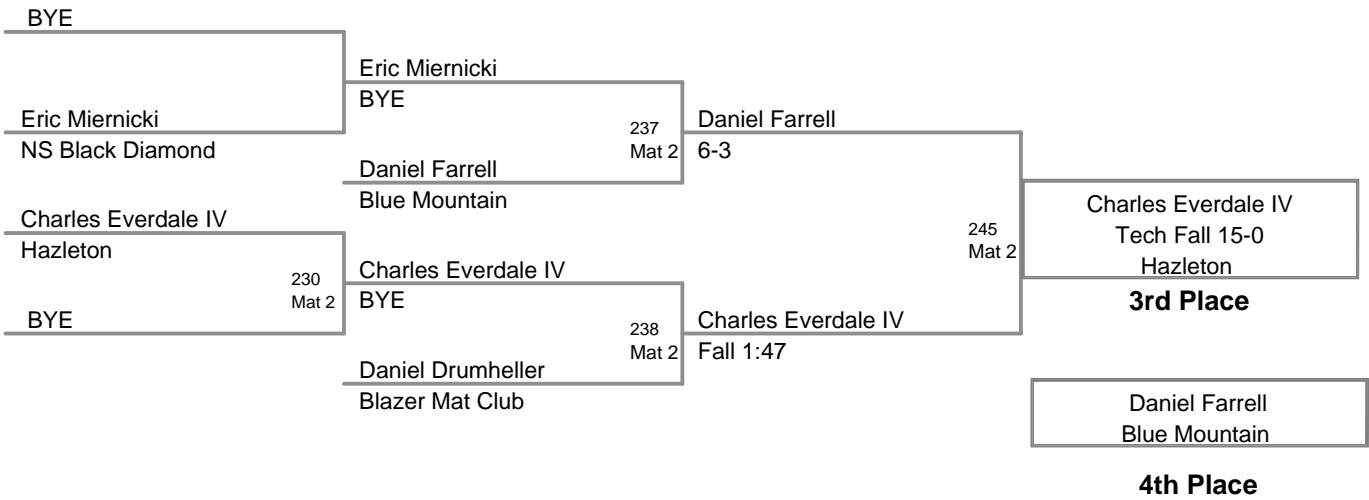 BYE
Eric Miernicki
BYE
Eric Miernicki
NS Black Diamond
237
Mat 2
Daniel Farrell
6-3
Daniel Farrell
Blue Mountain
Charles Everdale IV
Hazleton
245
Mat 2
Charles Everdale IV
Tech Fall 15-0
Hazleton
3rd Place
230
Mat 2
Charles Everdale IV
BYE
BYE
238
Mat 2
Charles Everdale IV
Fall 1:47
Daniel Drumheller
Blazer Mat Club
Daniel Farrell
Blue Mountain
4th Place